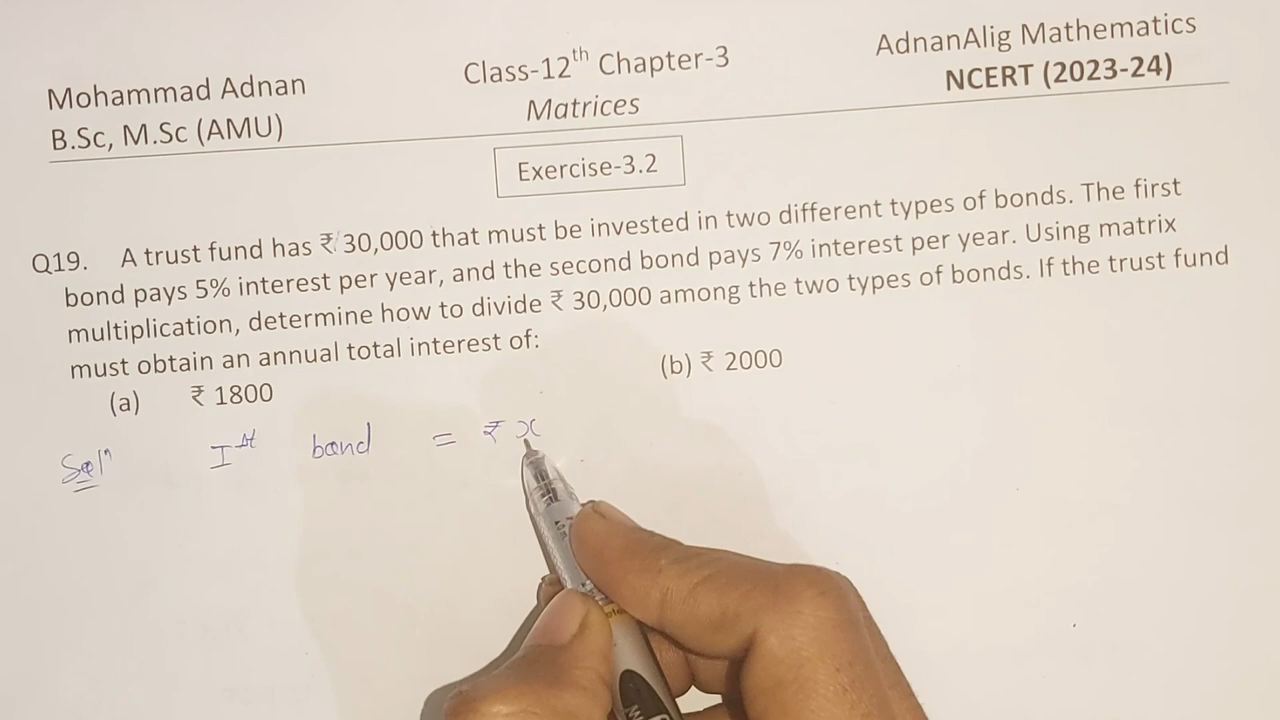 Mohammad Adnan
B.Sc, M.Sc (AMU)
Class-12th Chapter-3
Matrices
AdnanAlig Mathematics
NCERT (2023-24)
Exercise-3.2
Q19. A trust fund has ₹ 30,000 that must be invested in two different types of bonds. The first
bond pays 5% interest per year, and the second bond pays 7% interest per year. Using matrix
multiplication, determine how to divide ₹ 30,000 among the two types of bonds. If the trust fund
must obtain an annual total interest of:
(a) ₹ 1800 (b) ₹ 2000
Solⁿ Ist bond = ₹ x